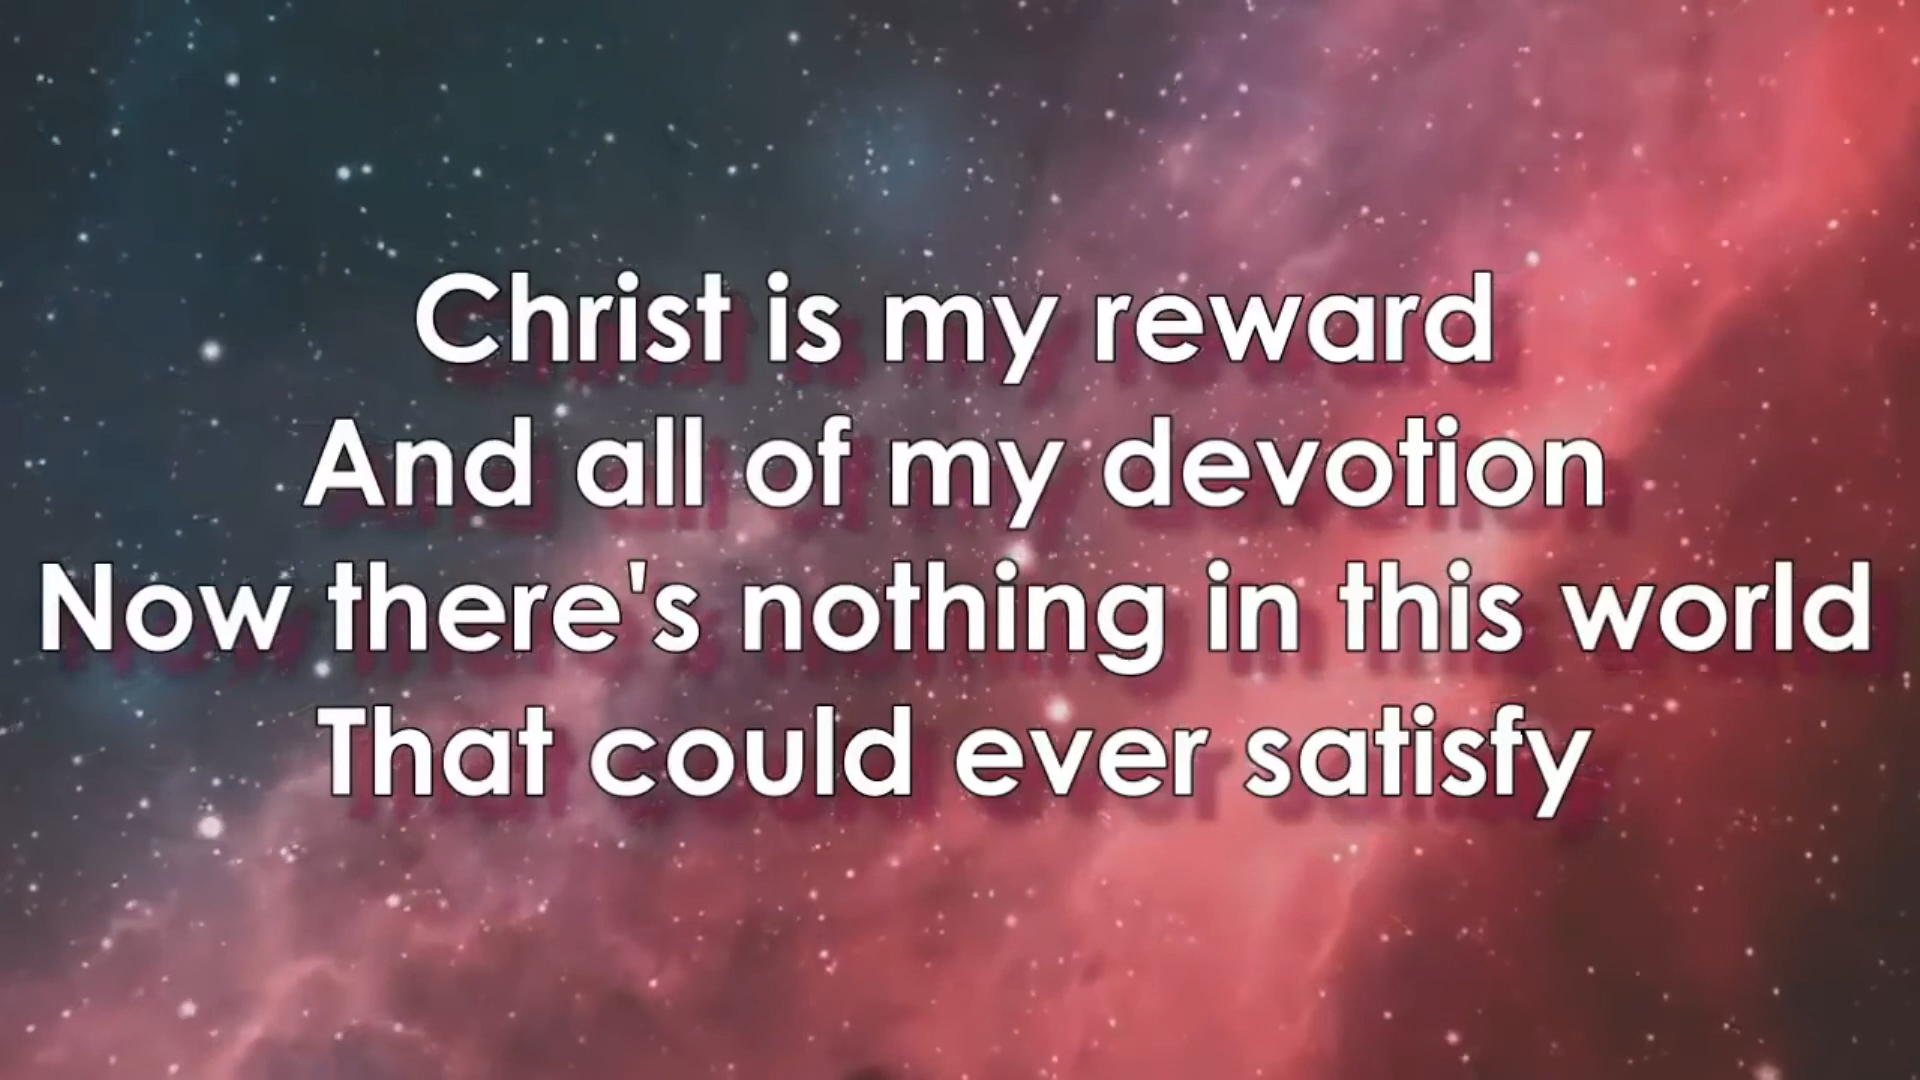 Christ is my reward
And all of my devotion
Now there's nothing in this world
That could ever satisfy